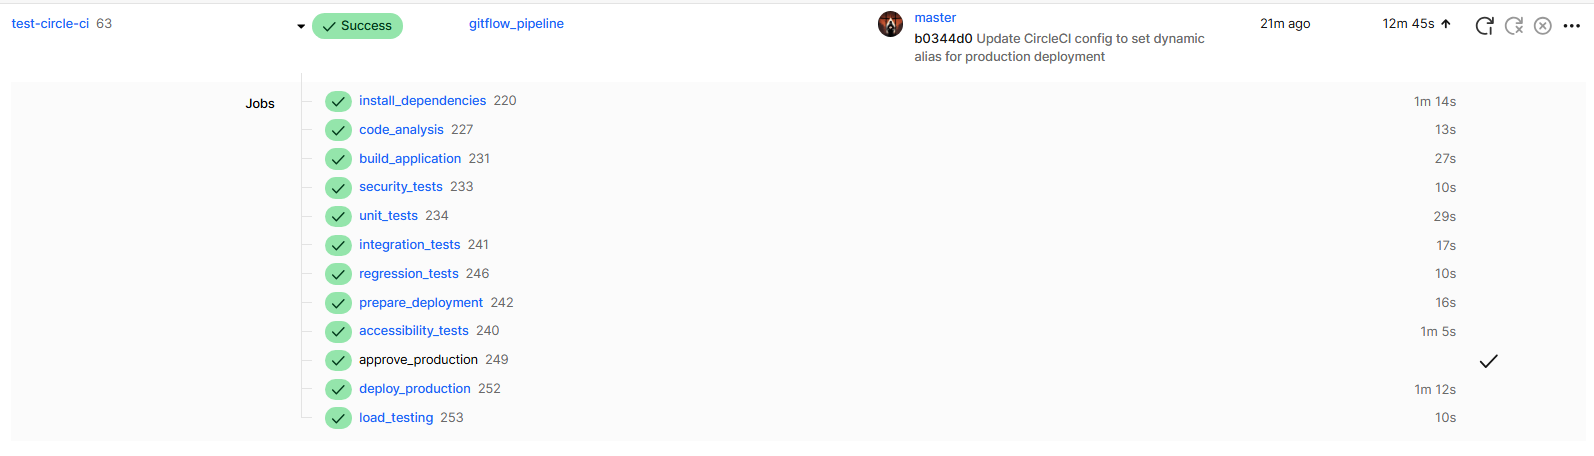 test-circle-ci 63 Success gitflow_pipeline master 21m ago 12m 45s
b0344d0 Update CircleCI config to set dynamic
alias for production deployment
Jobs
install_dependencies 220 1m 14s
code_analysis 227 13s
build_application 231 27s
security_tests 233 10s
unit_tests 234 29s
integration_tests 241 17s
regression_tests 246 10s
prepare_deployment 242 16s
accessibility_tests 240 1m 5s
approve_production 249
deploy_production 252 1m 12s
load_testing 253 10s